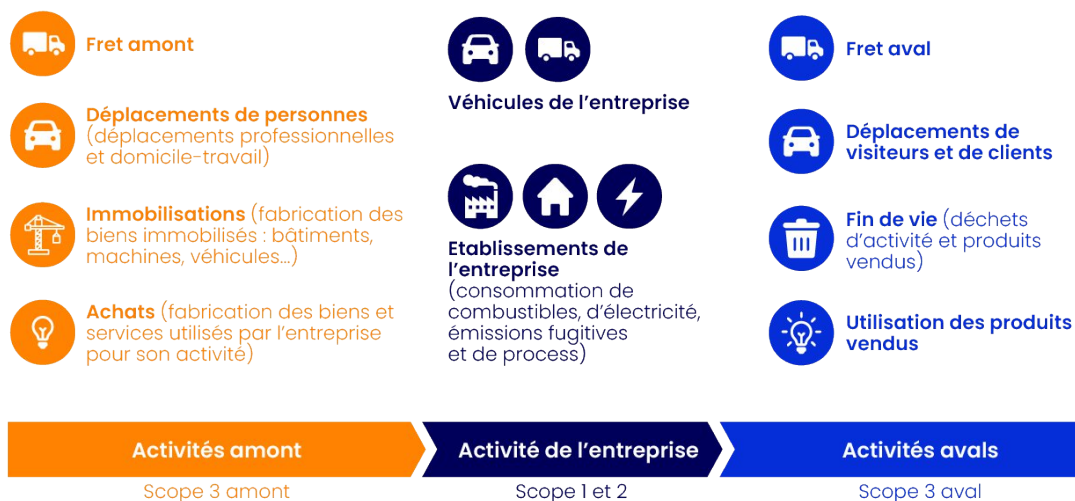 Fret amont
Déplacements de personnes
(déplacements professionnelles
et domicile-travail)
Immobilisations (fabrication des
biens immobilisés : bâtiments,
machines, véhicules...)
Achats (fabrication des biens et
services utilisés par l'entreprise
pour son activité)
Véhicules de l'entreprise
Etablissements de
l'entreprise
(consommation de
combustibles, d'électricité,
émissions fugitives
et de process)
Fret aval
Déplacements de
visiteurs et de clients
Fin de vie (déchets
d'activité et produits
vendus)
Utilisation des produits
vendus
Activités amont
Activité de l'entreprise
Activités avals
Scope 3 amont
Scope 1 et 2
Scope 3 aval